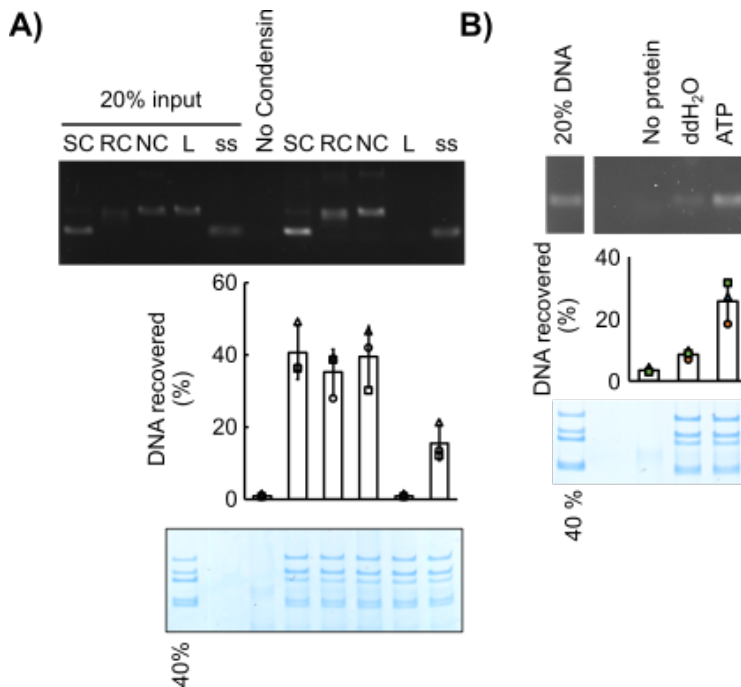 A)
20% input
No Condensin
SC RC NC L ss
SC RC NC L ss
DNA recovered
(%)
60
40
20
0
40%
B)
20% DNA
No protein
ddH₂O
ATP
DNA recovered
(%)
40
20
0
40 %